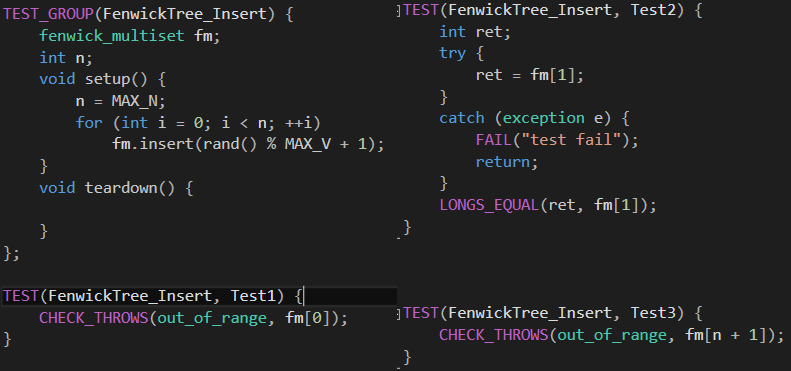 TEST_GROUP(FenwickTree_Insert) {
    fenwick_multiset fm;
    int n;
    void setup() {
        n = MAX_N;
        for (int i = 0; i < n; ++i)
            fm.insert(rand() % MAX_V + 1);
    }
    void teardown() {

    }
};

TEST(FenwickTree_Insert, Test1) {
    CHECK_THROWS(out_of_range, fm[0]);
}

TEST(FenwickTree_Insert, Test2) {
    int ret;
    try {
        ret = fm[1];
    }
    catch (exception e) {
        FAIL("test fail");
        return;
    }
    LONGS_EQUAL(ret, fm[1]);
}

TEST(FenwickTree_Insert, Test3) {
    CHECK_THROWS(out_of_range, fm[n + 1]);
}